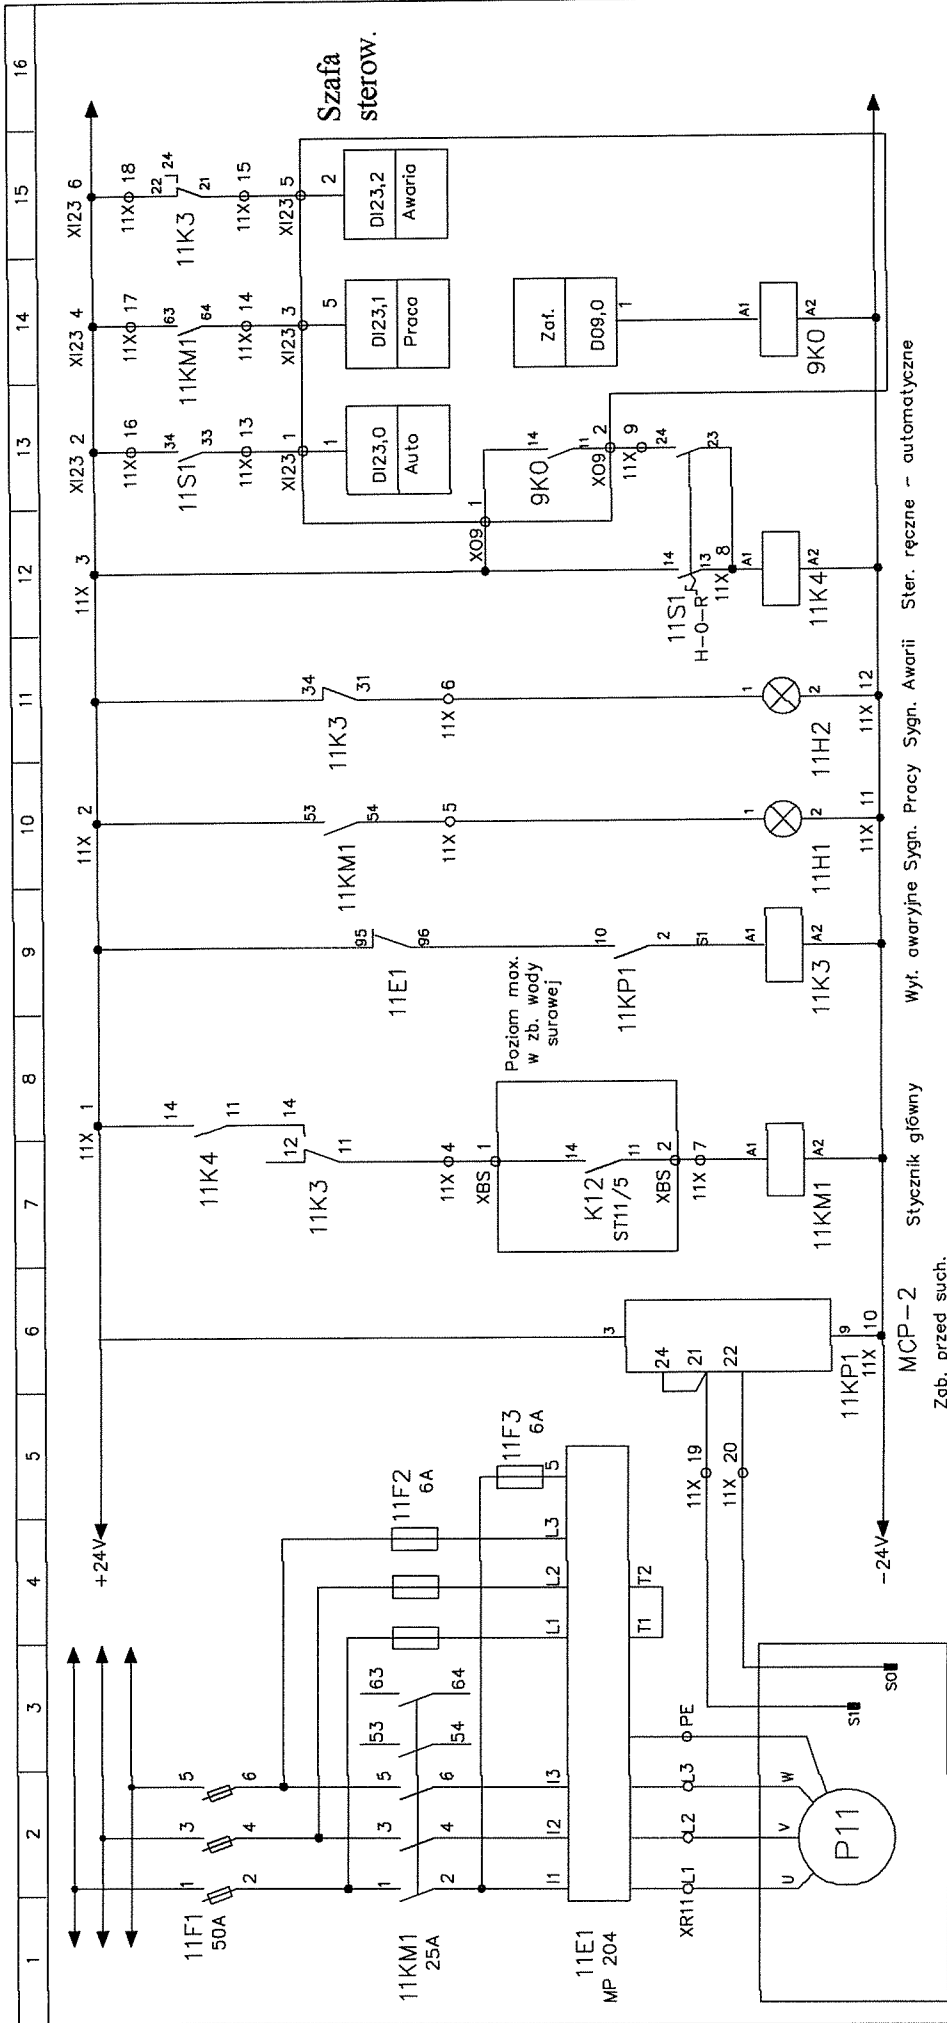 1 2 3 4 5 6 7 8 9 10 11 12 13 14 15 16
Szafa
sterow.
+24V
11X 1
11X 2
11X 3
XI23 2
XI23 4
XI23 6
11X 16
11X 17
11X 18
34
11S1
33
63
11KM1
64
22 24
11K3
21
11X 13
11X 14
11X 15
XI23 1
XI23 3
XI23 5
1
5
2
DI23,0
Auto
DI23,1
Praca
DI23,2
Awaria
1 3 5
11F1
50A
2 4 6
1 3 5 53 63
11KM1
25A
2 4 6 54 64
11F2
6A
11F3
6A
I1 I2 I3 L1 L2 L3 5
11E1
MP 204
T1 T2
XR11 L1 L2 L3 PE
U V W
P11
S1
S0
3
24
21
22
11X 19
11X 20
9
11KP1
11X 10
MCP-2
14
11K4
11
12 14
11K3
11
11X 4
XBS 1
14
K12
ST11/5
11
XBS 2
11X 7
A1
11KM1
A2
Poziom max.
w zb. wody
surowej
95
11E1
96
10
11KP1
2
S1
A1
11K3
A2
53
11KM1
54
11X 5
1
11H1
2
11X 11
34
11K3
31
11X 6
1
11H2
2
11X 12
XO9 1
14
11S1
H-O-R
13
11X 8
A1
11K4
A2
14
9K0
11
XO9 2
11X 9
24
23
Zał.
D09,0
1
A1
9K0
A2
-24V
Zab. przed such.
Stycznik główny
Wył. awaryjne
Sygn. Pracy
Sygn. Awarii
Ster. ręczne - automatyczne